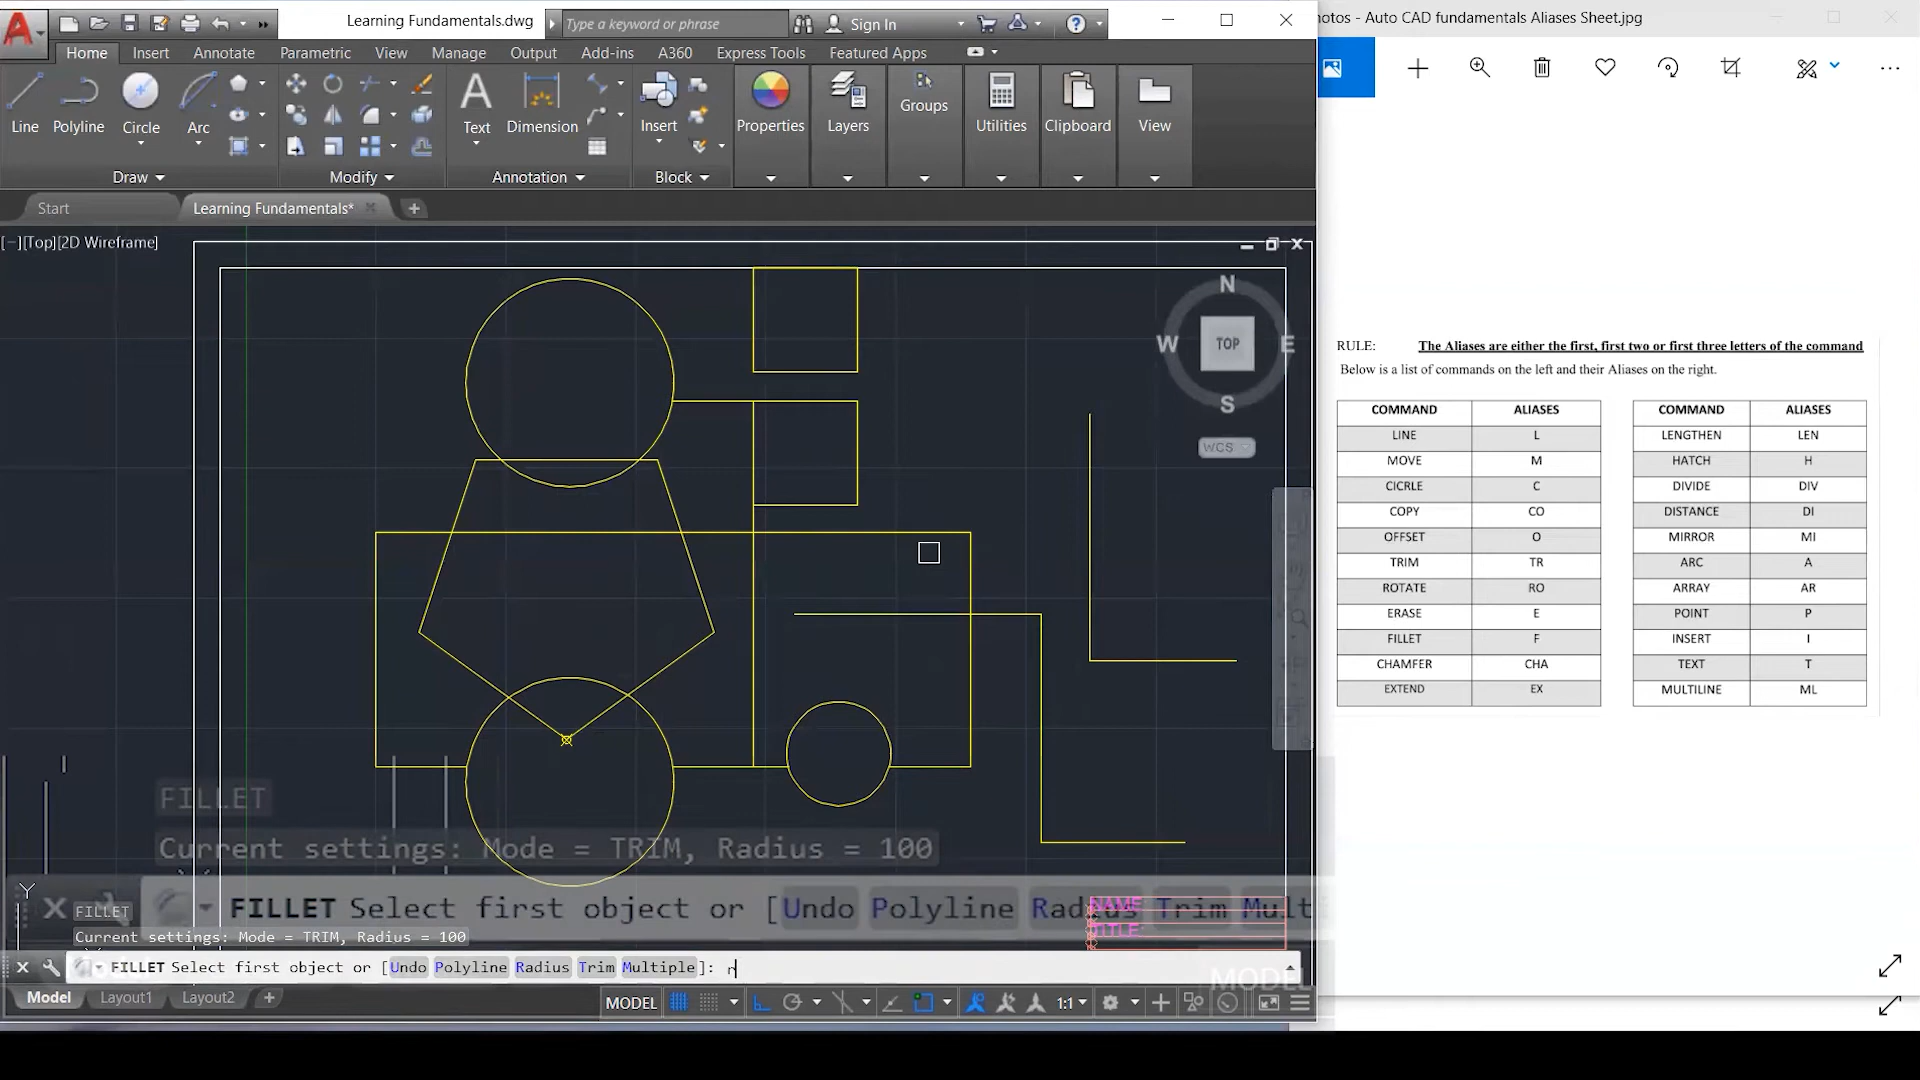 Learning Fundamentals.dwg
Type a keyword or phrase
Sign In
Home Insert Annotate Parametric View Manage Output Add-ins A360 Express Tools Featured Apps
Line Polyline Circle Arc Text Dimension Insert Properties Layers Groups Utilities Clipboard View
Draw Modify Annotation Block
Start Learning Fundamentals*
[−][Top][2D Wireframe]
N
W TOP E
S
WCS
FILLET
Current settings: Mode = TRIM, Radius = 100
FILLET Select first object or [Undo Polyline Radius Trim Multi
NAME
TITLE
Y
FILLET
Current settings: Mode = TRIM, Radius = 100
FILLET Select first object or [Undo Polyline Radius Trim Multiple]: r
MODEL
Model Layout1 Layout2
MODEL 1:1
hotos - Auto CAD fundamentals Aliases Sheet.jpg
RULE: The Aliases are either the first, first two or first three letters of the command
Below is a list of commands on the left and their Aliases on the right.
COMMAND ALIASES
LINE L
MOVE M
CICRLE C
COPY CO
OFFSET O
TRIM TR
ROTATE RO
ERASE E
FILLET F
CHAMFER CHA
EXTEND EX
COMMAND ALIASES
LENGTHEN LEN
HATCH H
DIVIDE DIV
DISTANCE DI
MIRROR MI
ARC A
ARRAY AR
POINT P
INSERT I
TEXT T
MULTILINE ML